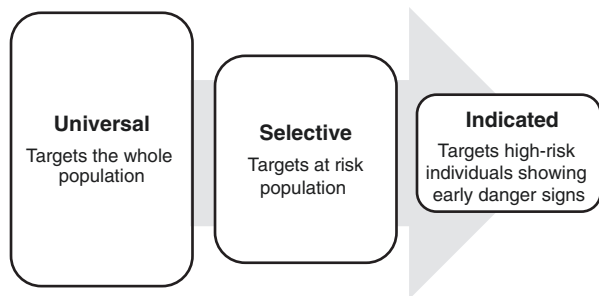 Universal
Targets the whole
population
Selective
Targets at risk
population
Indicated
Targets high-risk
individuals showing
early danger signs